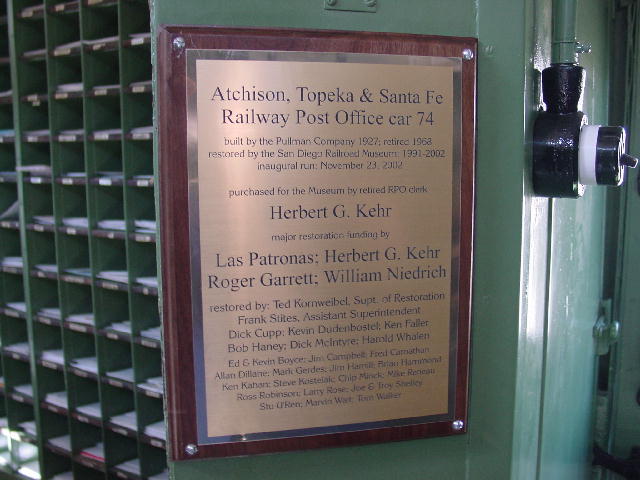 Atchison, Topeka & Santa Fe
Railway Post Office car 74
built by the Pullman Company 1927; retired 1968
restored by the San Diego Railroad Museum: 1991-2002
inaugural run: November 23, 2002
purchased for the Museum by retired RPO clerk
Herbert G. Kehr
major restoration funding by
Las Patronas; Herbert G. Kehr
Roger Garrett; William Niedrich
restored by: Ted Kornweibel, Supt. of Restoration
Frank Stites, Assistant Superintendent
Dick Cupp; Kevin Dudenbostel; Ken Faller
Bob Haney; Dick McIntyre; Harold Whalen
Ed & Kevin Boyce; Jim Campbell; Fred Carnathan
Allan Dillane; Mark Gerdes; Jim Harrill; Brian Hammond
Ken Kahan; Steve Kostelak; Chip Minck; Mike Reneau
Ross Robinson; Larry Rose; Joe & Troy Shelley
Stu O'Ren; Marvin Wart; Tom Walker